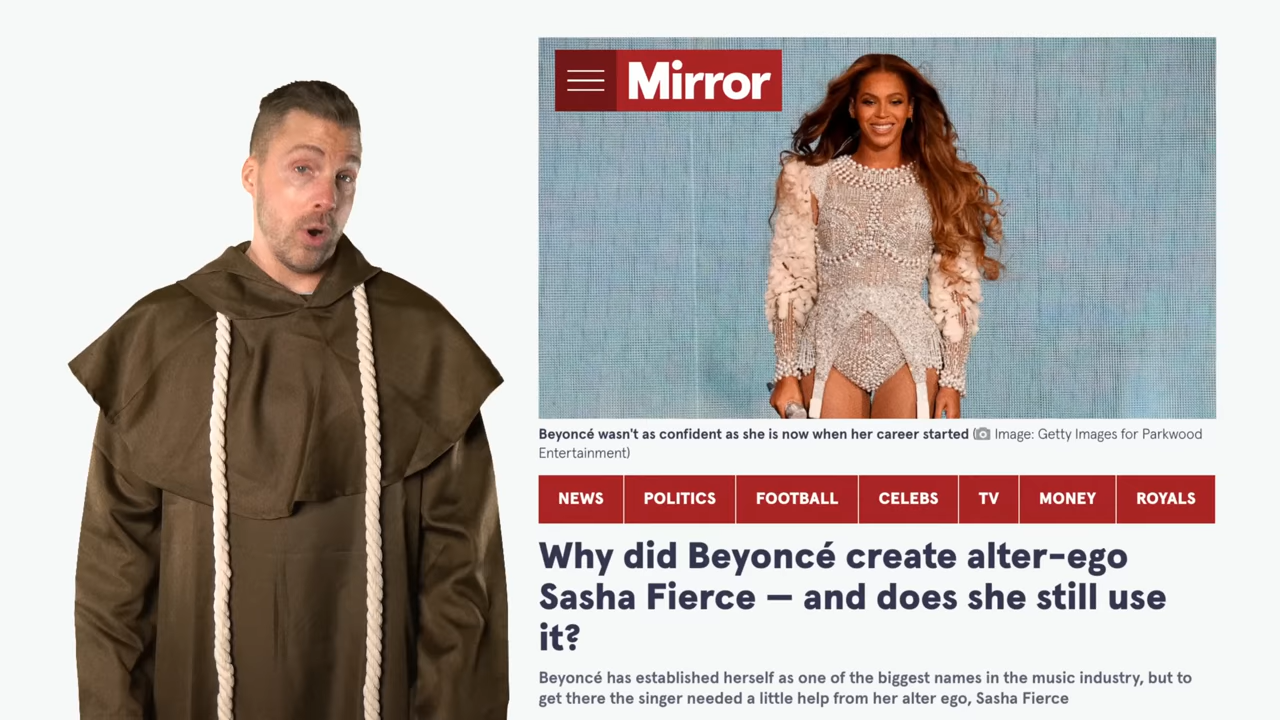 Mirror
Beyoncé wasn't as confident as she is now when her career started ( Image: Getty Images for Parkwood
Entertainment)
NEWS POLITICS FOOTBALL CELEBS TV MONEY ROYALS
Why did Beyoncé create alter-ego
Sasha Fierce — and does she still use
it?
Beyoncé has established herself as one of the biggest names in the music industry, but to
get there the singer needed a little help from her alter ego, Sasha Fierce